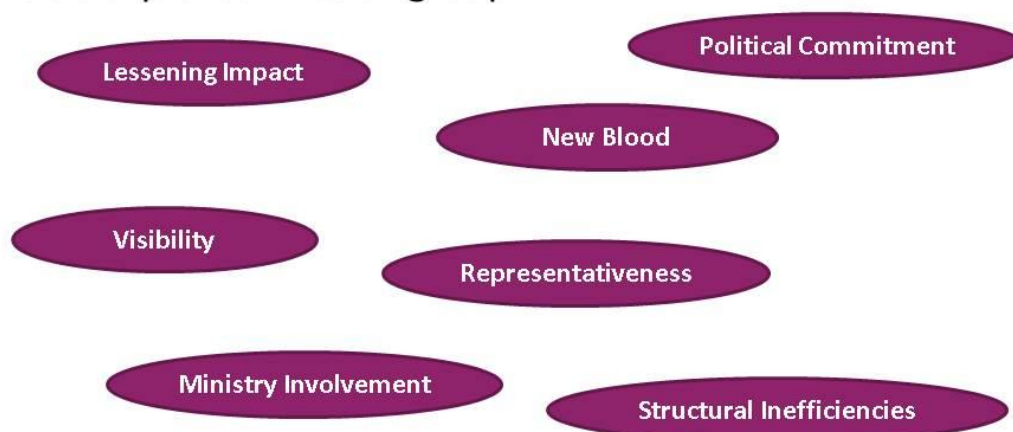 Political Commitment
Lessening Impact
New Blood
Visibility
Representativeness
Ministry Involvement
Structural Inefficiencies